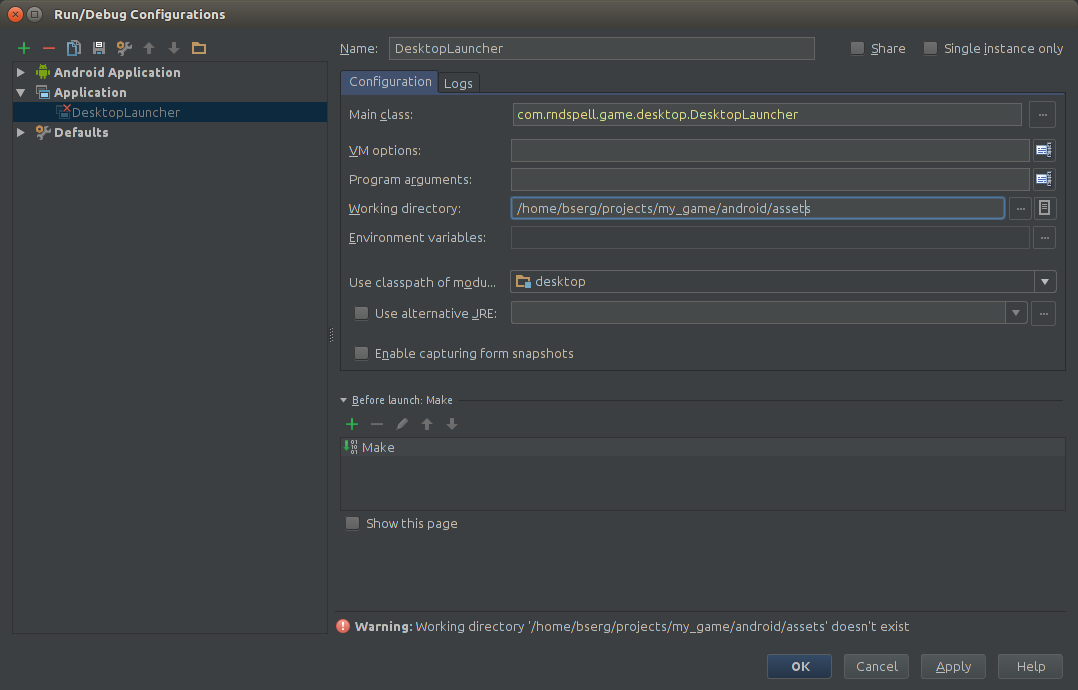 Run/Debug Configurations
Android Application
Application
DesktopLauncher
Defaults
Name: DesktopLauncher
Share
Single instance only
Configuration Logs
Main class: com.rndspell.game.desktop.DesktopLauncher ...
VM options:
Program arguments:
Working directory: /home/bserg/projects/my_game/android/assets ...
Environment variables: ...
Use classpath of modu... desktop
Use alternative JRE: ...
Enable capturing form snapshots
Before launch: Make
Make
Show this page
Warning: Working directory '/home/bserg/projects/my_game/android/assets' doesn't exist
OK Cancel Apply Help